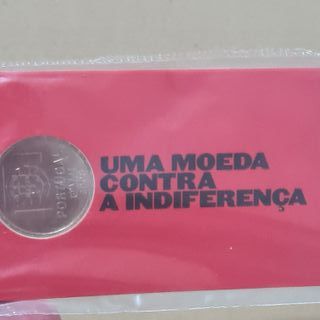 UMA MOEDA
CONTRA
A INDIFERENÇA
PORTUGAL